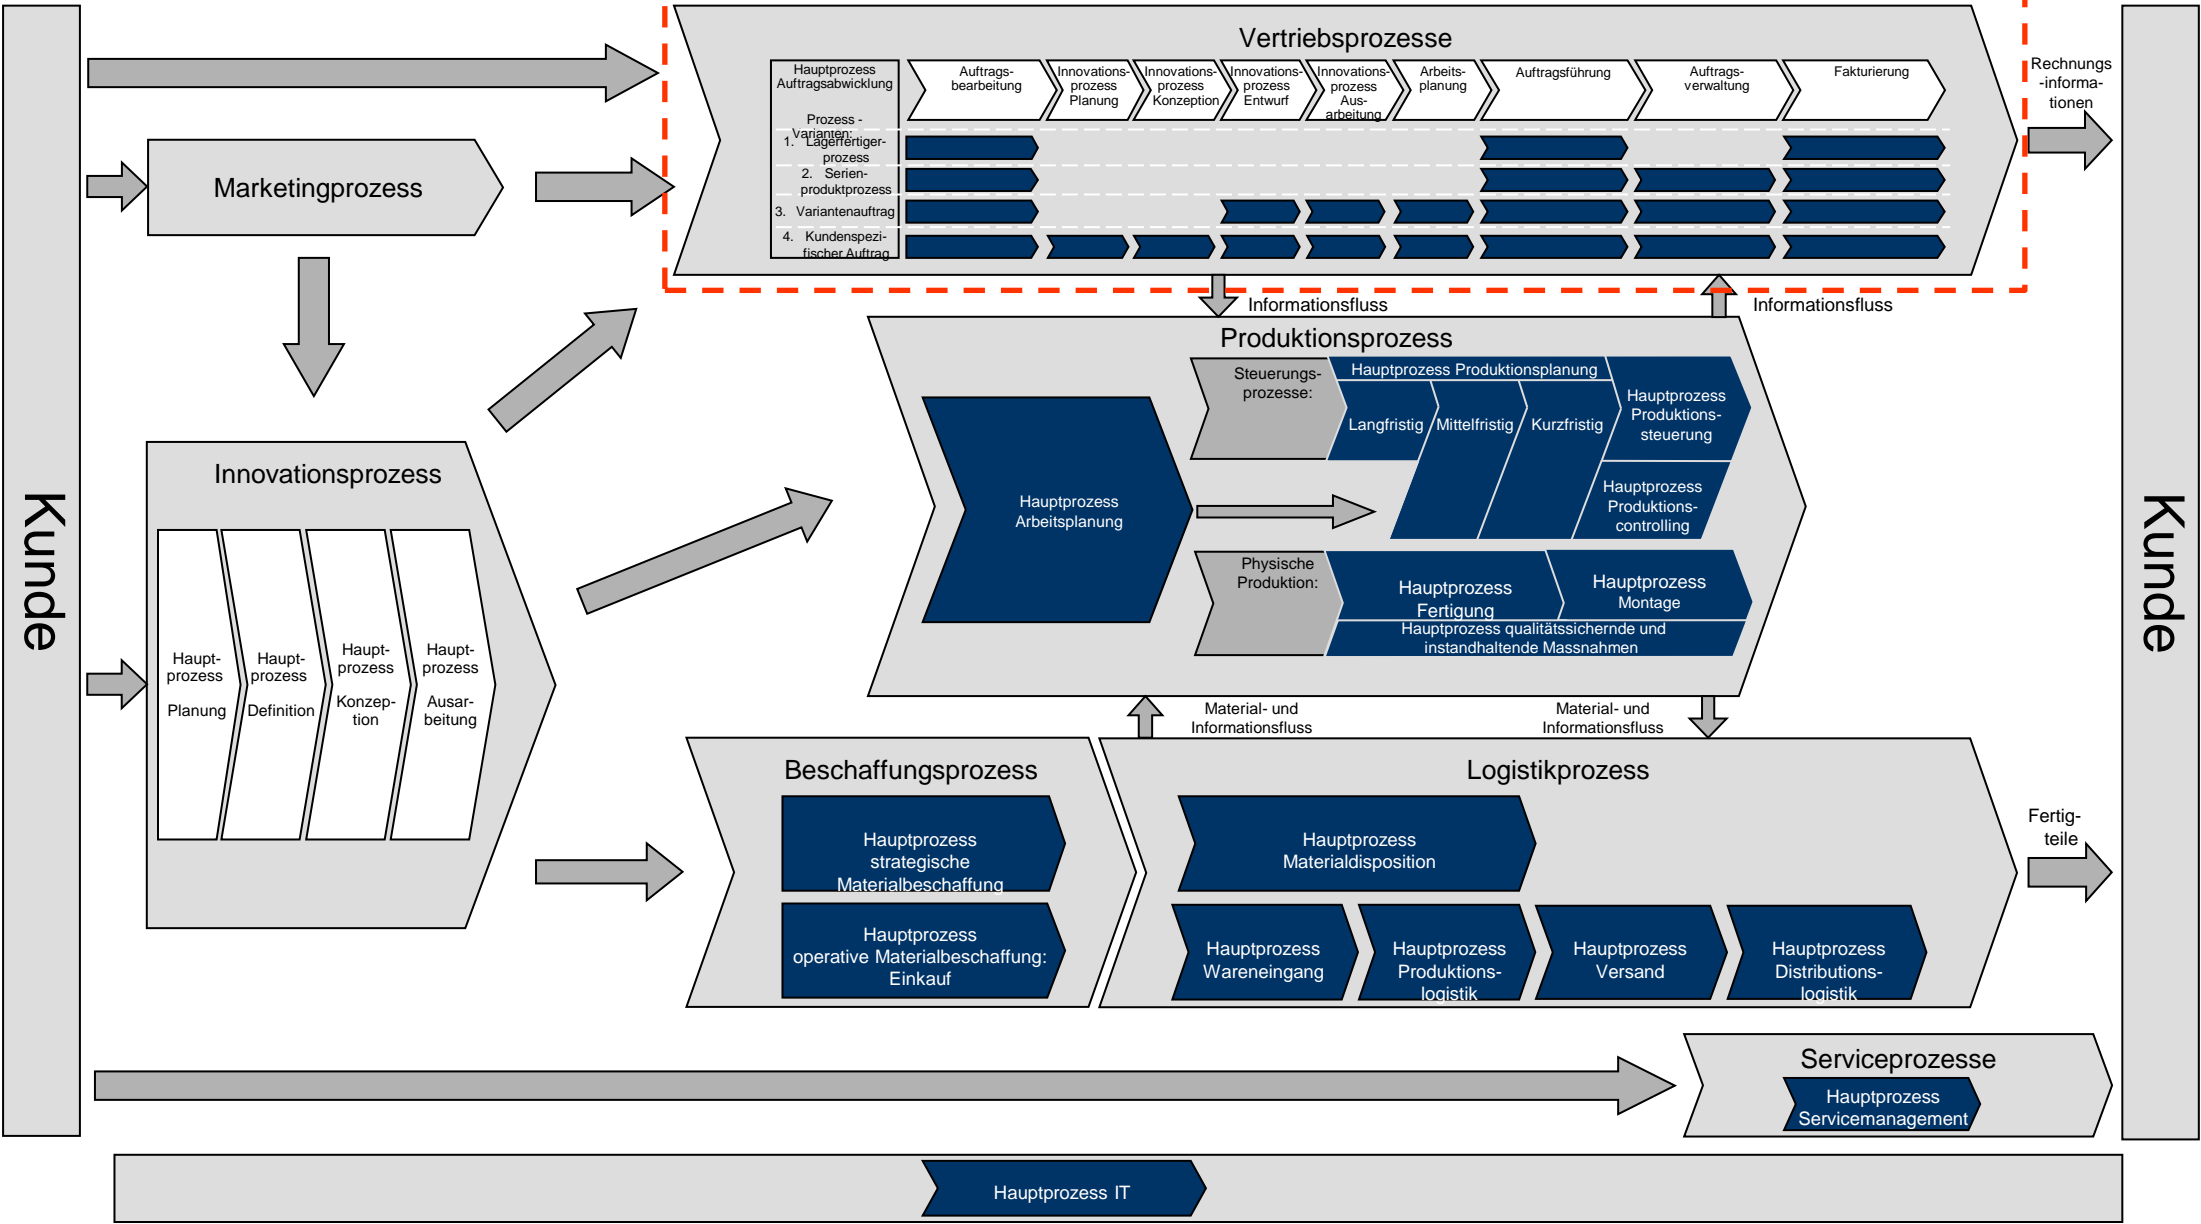 Kunde
Vertriebsprozesse
Hauptprozess
Auftragsabwicklung
Prozess -
Varianten:
1. Lagerfertiger-
prozess
2. Serien-
produktprozess
3. Variantenauftrag
4. Kundenspezi-
fischer Auftrag
Auftrags-
bearbeitung
Innovations-
prozess
Planung
Innovations-
prozess
Konzeption
Innovations-
prozess
Entwurf
Innovations-
prozess
Aus-
arbeitung
Arbeits-
planung
Auftragsführung
Auftrags-
verwaltung
Fakturierung
Rechnungs
-informa-
tionen
Marketingprozess
Informationsfluss
Informationsfluss
Produktionsprozess
Steuerungs-
prozesse:
Hauptprozess Produktionsplanung
Langfristig
Mittelfristig
Kurzfristig
Hauptprozess
Produktions-
steuerung
Hauptprozess
Produktions-
controlling
Hauptprozess
Arbeitsplanung
Physische
Produktion:
Hauptprozess
Fertigung
Hauptprozess
Montage
Hauptprozess qualitätssichernde und
instandhaltende Massnahmen
Innovationsprozess
Haupt-
prozess
Planung
Haupt-
prozess
Definition
Haupt-
prozess
Konzep-
tion
Haupt-
prozess
Ausar-
beitung
Material- und
Informationsfluss
Material- und
Informationsfluss
Beschaffungsprozess
Hauptprozess
strategische
Materialbeschaffung
Hauptprozess
operative Materialbeschaffung:
Einkauf
Logistikprozess
Hauptprozess
Materialdisposition
Hauptprozess
Wareneingang
Hauptprozess
Produktions-
logistik
Hauptprozess
Versand
Hauptprozess
Distributions-
logistik
Fertig-
teile
Serviceprozesse
Hauptprozess
Servicemanagement
Hauptprozess IT
Kunde